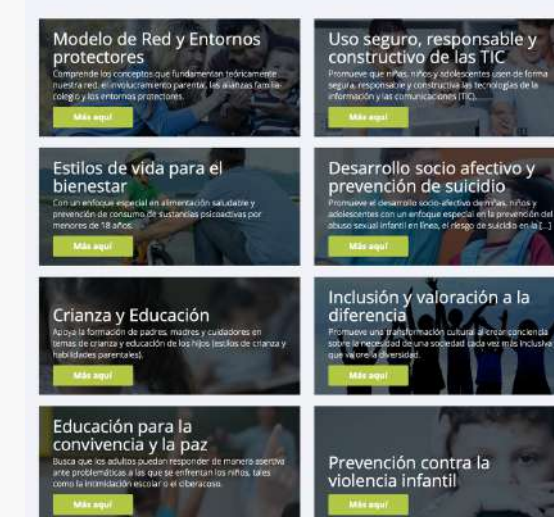 Modelo de Red y Entornos
protectores
Comprende los conceptos que fundamentan teóricamente
nuestra red, el involucramiento parental, las alianzas familia-
colegio y los entornos protectores.
Más aquí
Uso seguro, responsable y
constructivo de las TIC
Promueve que niñas, niños y adolescentes usen de forma
segura, responsable y constructiva las tecnologías de la
información y las comunicaciones (TIC).
Más aquí
Estilos de vida para el
bienestar
Con un enfoque especial en alimentación saludable y
prevención de consumo de sustancias psicoactivas por
menores de 18 años.
Más aquí
Desarrollo socio afectivo y
prevención de suicidio
Promueve el desarrollo socio-afectivo de niñas, niños y
adolescentes con un enfoque especial en la prevención del
abuso sexual infantil en línea, el riesgo de suicidio en la [...]
Más aquí
Crianza y Educación
Apoya la formación de padres, madres y cuidadores en
temas de crianza y educación de los hijos (estilos de crianza y
habilidades parentales).
Más aquí
Inclusión y valoración a la
diferencia
Promueve una transformación cultural al crear conciencia
sobre la necesidad de una sociedad cada vez más inclusiva
que valore la diversidad.
Más aquí
Educación para la
convivencia y la paz
Busca que los adultos puedan responder de manera asertiva
ante problemáticas a las que se enfrentan los niños, tales
como la intimidación escolar o el ciberacoso.
Más aquí
Prevención contra la
violencia infantil
Más aquí